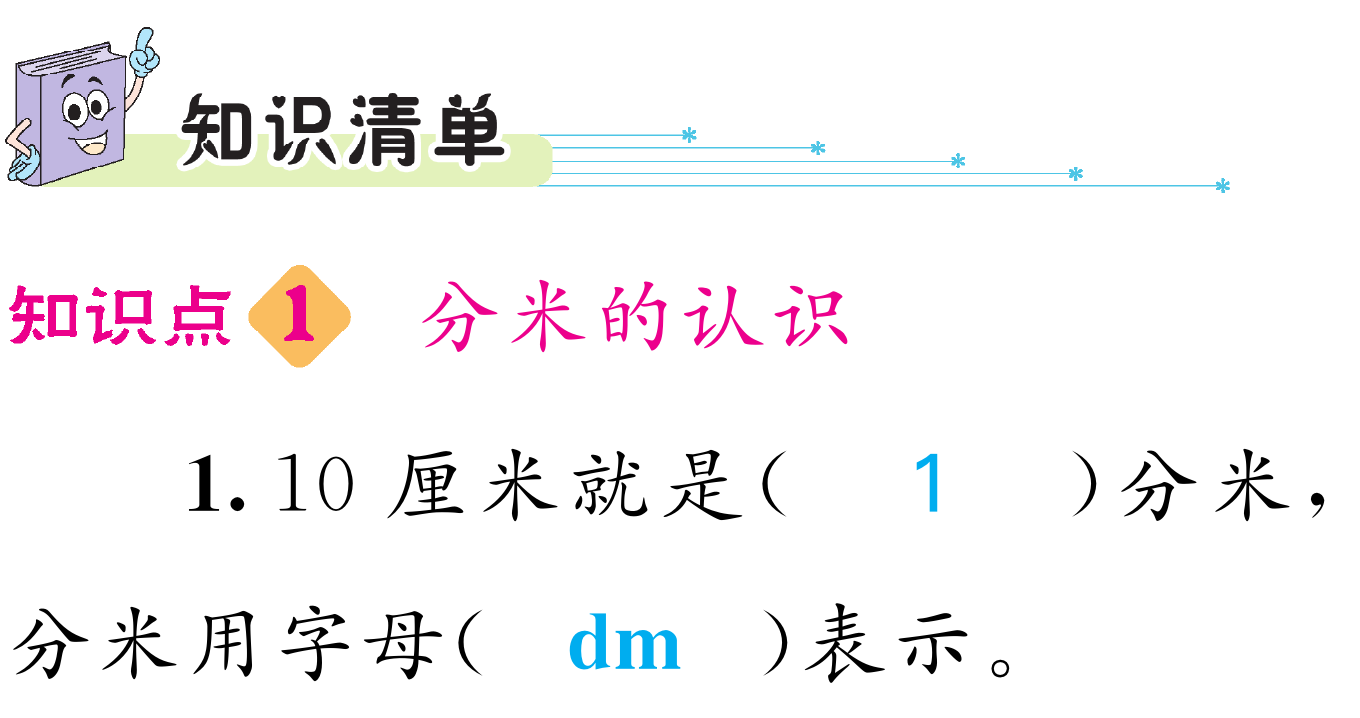 知识清单
知识点 1 分米的认识
1. 10 厘米就是( 1 )分米，
分米用字母( dm )表示。